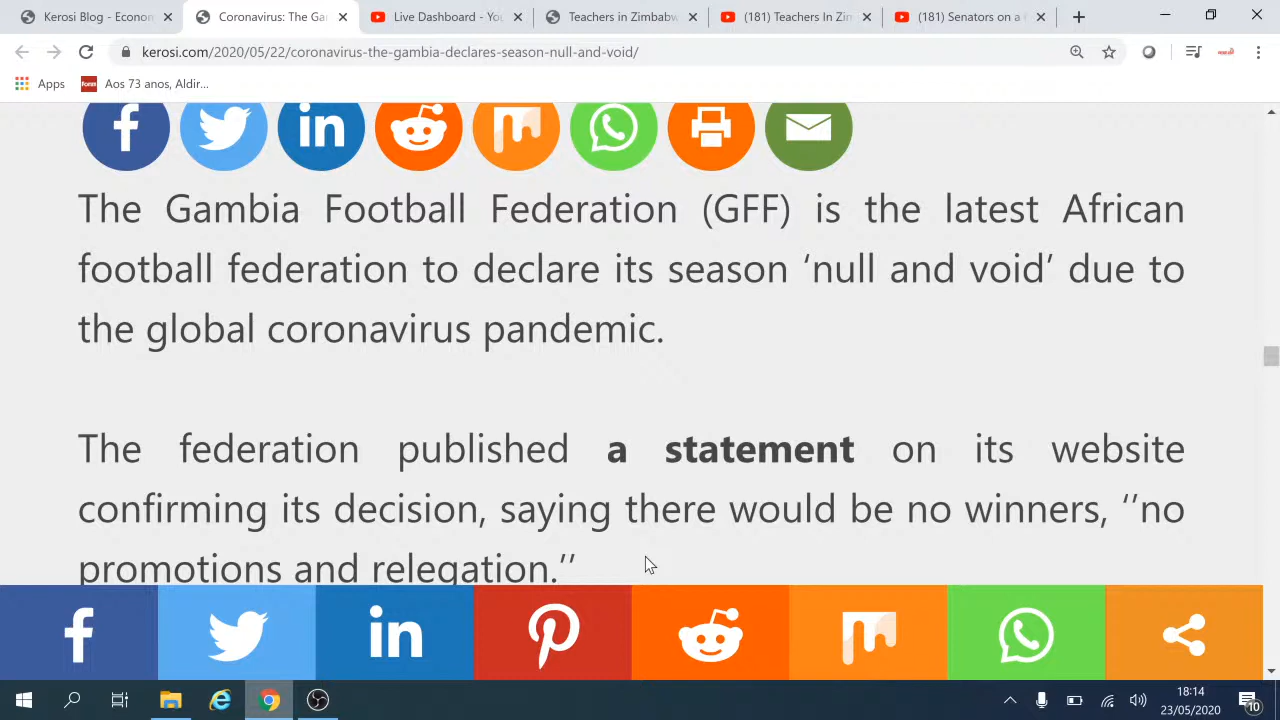 Kerosi Blog - Econom
Coronavirus: The Ga
Live Dashboard - Yo
Teachers in Zimbabw
(181) Teachers In Zim
(181) Senators on a
kerosi.com/2020/05/22/coronavirus-the-gambia-declares-season-null-and-void/
Apps
Aos 73 anos, Aldir...
The Gambia Football Federation (GFF) is the latest African
football federation to declare its season ‘null and void’ due to
the global coronavirus pandemic.
The federation published a statement on its website
confirming its decision, saying there would be no winners, ‘’no
promotions and relegation.’’
18:14
23/05/2020
10